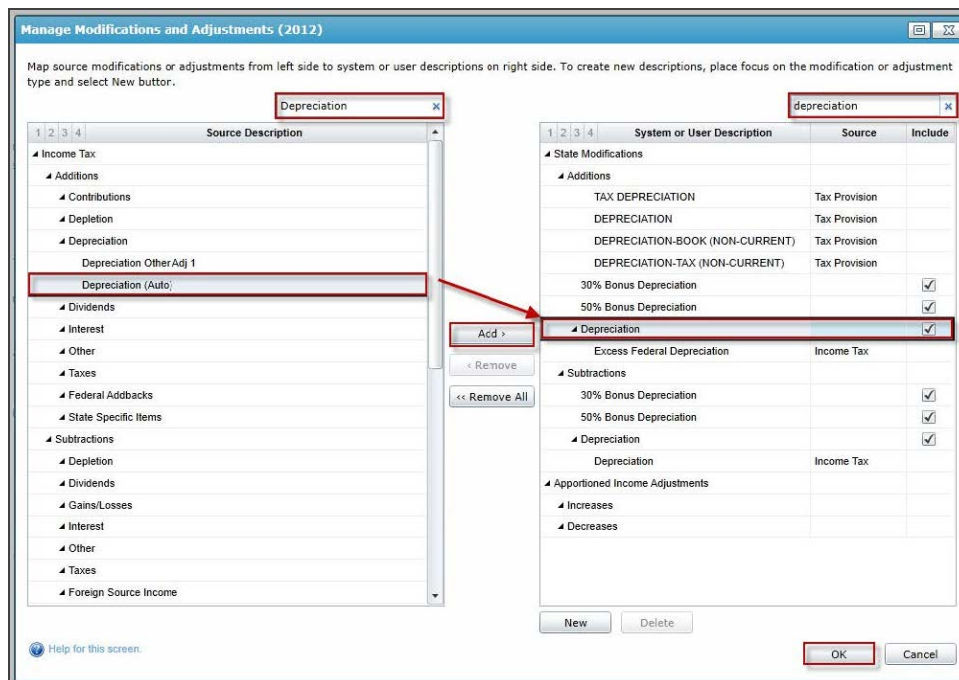 Manage Modifications and Adjustments (2012)
Map source modifications or adjustments from left side to system or user descriptions on right side. To create new descriptions, place focus on the modification or adjustment
type and select New buttor.
Depreciation
depreciation
1 2 3 4 Source Description
Income Tax
Additions
Contributions
Depletion
Depreciation
Depreciation Other Adj 1
Depreciation (Auto)
Dividends
Interest
Other
Taxes
Federal Addbacks
State Specific Items
Subtractions
Depletion
Dividends
Gains/Losses
Interest
Other
Taxes
Foreign Source Income
Add >
< Remove
<< Remove All
1 2 3 4 System or User Description Source Include
State Modifications
Additions
TAX DEPRECIATION Tax Provision
DEPRECIATION Tax Provision
DEPRECIATION-BOOK (NON-CURRENT) Tax Provision
DEPRECIATION-TAX (NON-CURRENT) Tax Provision
30% Bonus Depreciation
50% Bonus Depreciation
Depreciation
Excess Federal Depreciation Income Tax
Subtractions
30% Bonus Depreciation
50% Bonus Depreciation
Depreciation
Depreciation Income Tax
Apportioned Income Adjustments
Increases
Decreases
New Delete
Help for this screen.
OK Cancel